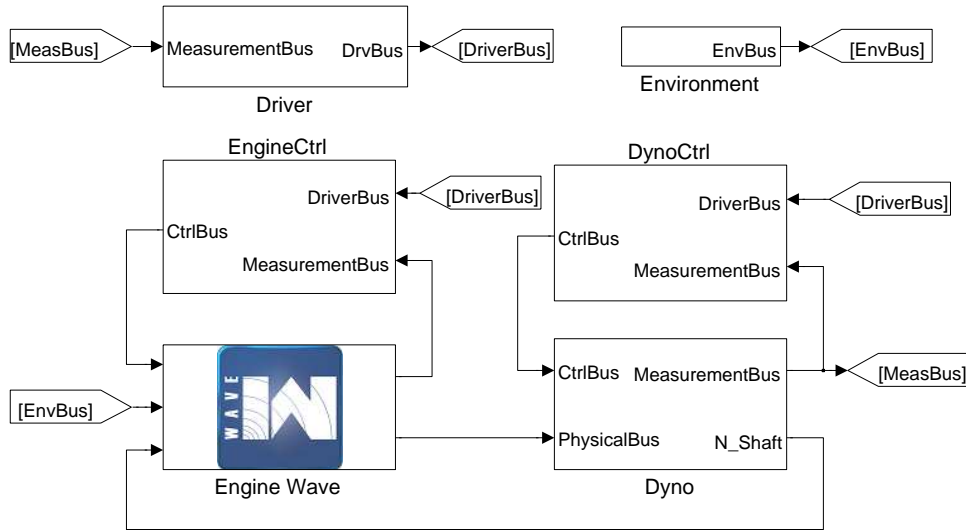 [MeasBus]
MeasurementBus
DrvBus
[DriverBus]
Driver
EnvBus
[EnvBus]
Environment
EngineCtrl
DriverBus
[DriverBus]
CtrlBus
MeasurementBus
DynoCtrl
DriverBus
[DriverBus]
CtrlBus
MeasurementBus
[EnvBus]
WAVE
Engine Wave
CtrlBus
MeasurementBus
[MeasBus]
PhysicalBus
N_Shaft
Dyno